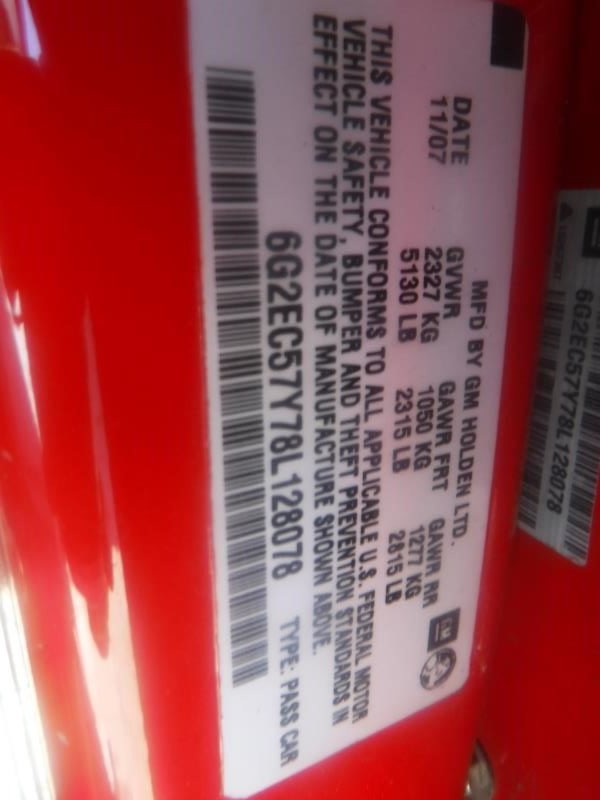 MFD BY GM HOLDEN LTD.
DATE GVWR GAWR FRT GAWR RR
11/07 2327 KG 1050 KG 1277 KG
5130 LB 2315 LB 2815 LB
THIS VEHICLE CONFORMS TO ALL APPLICABLE U.S. FEDERAL MOTOR
VEHICLE SAFETY, BUMPER AND THEFT PREVENTION STANDARDS IN
EFFECT ON THE DATE OF MANUFACTURE SHOWN ABOVE.
6G2EC57Y78L128078 TYPE: PASS CAR
GM
6G2EC57Y78L128078